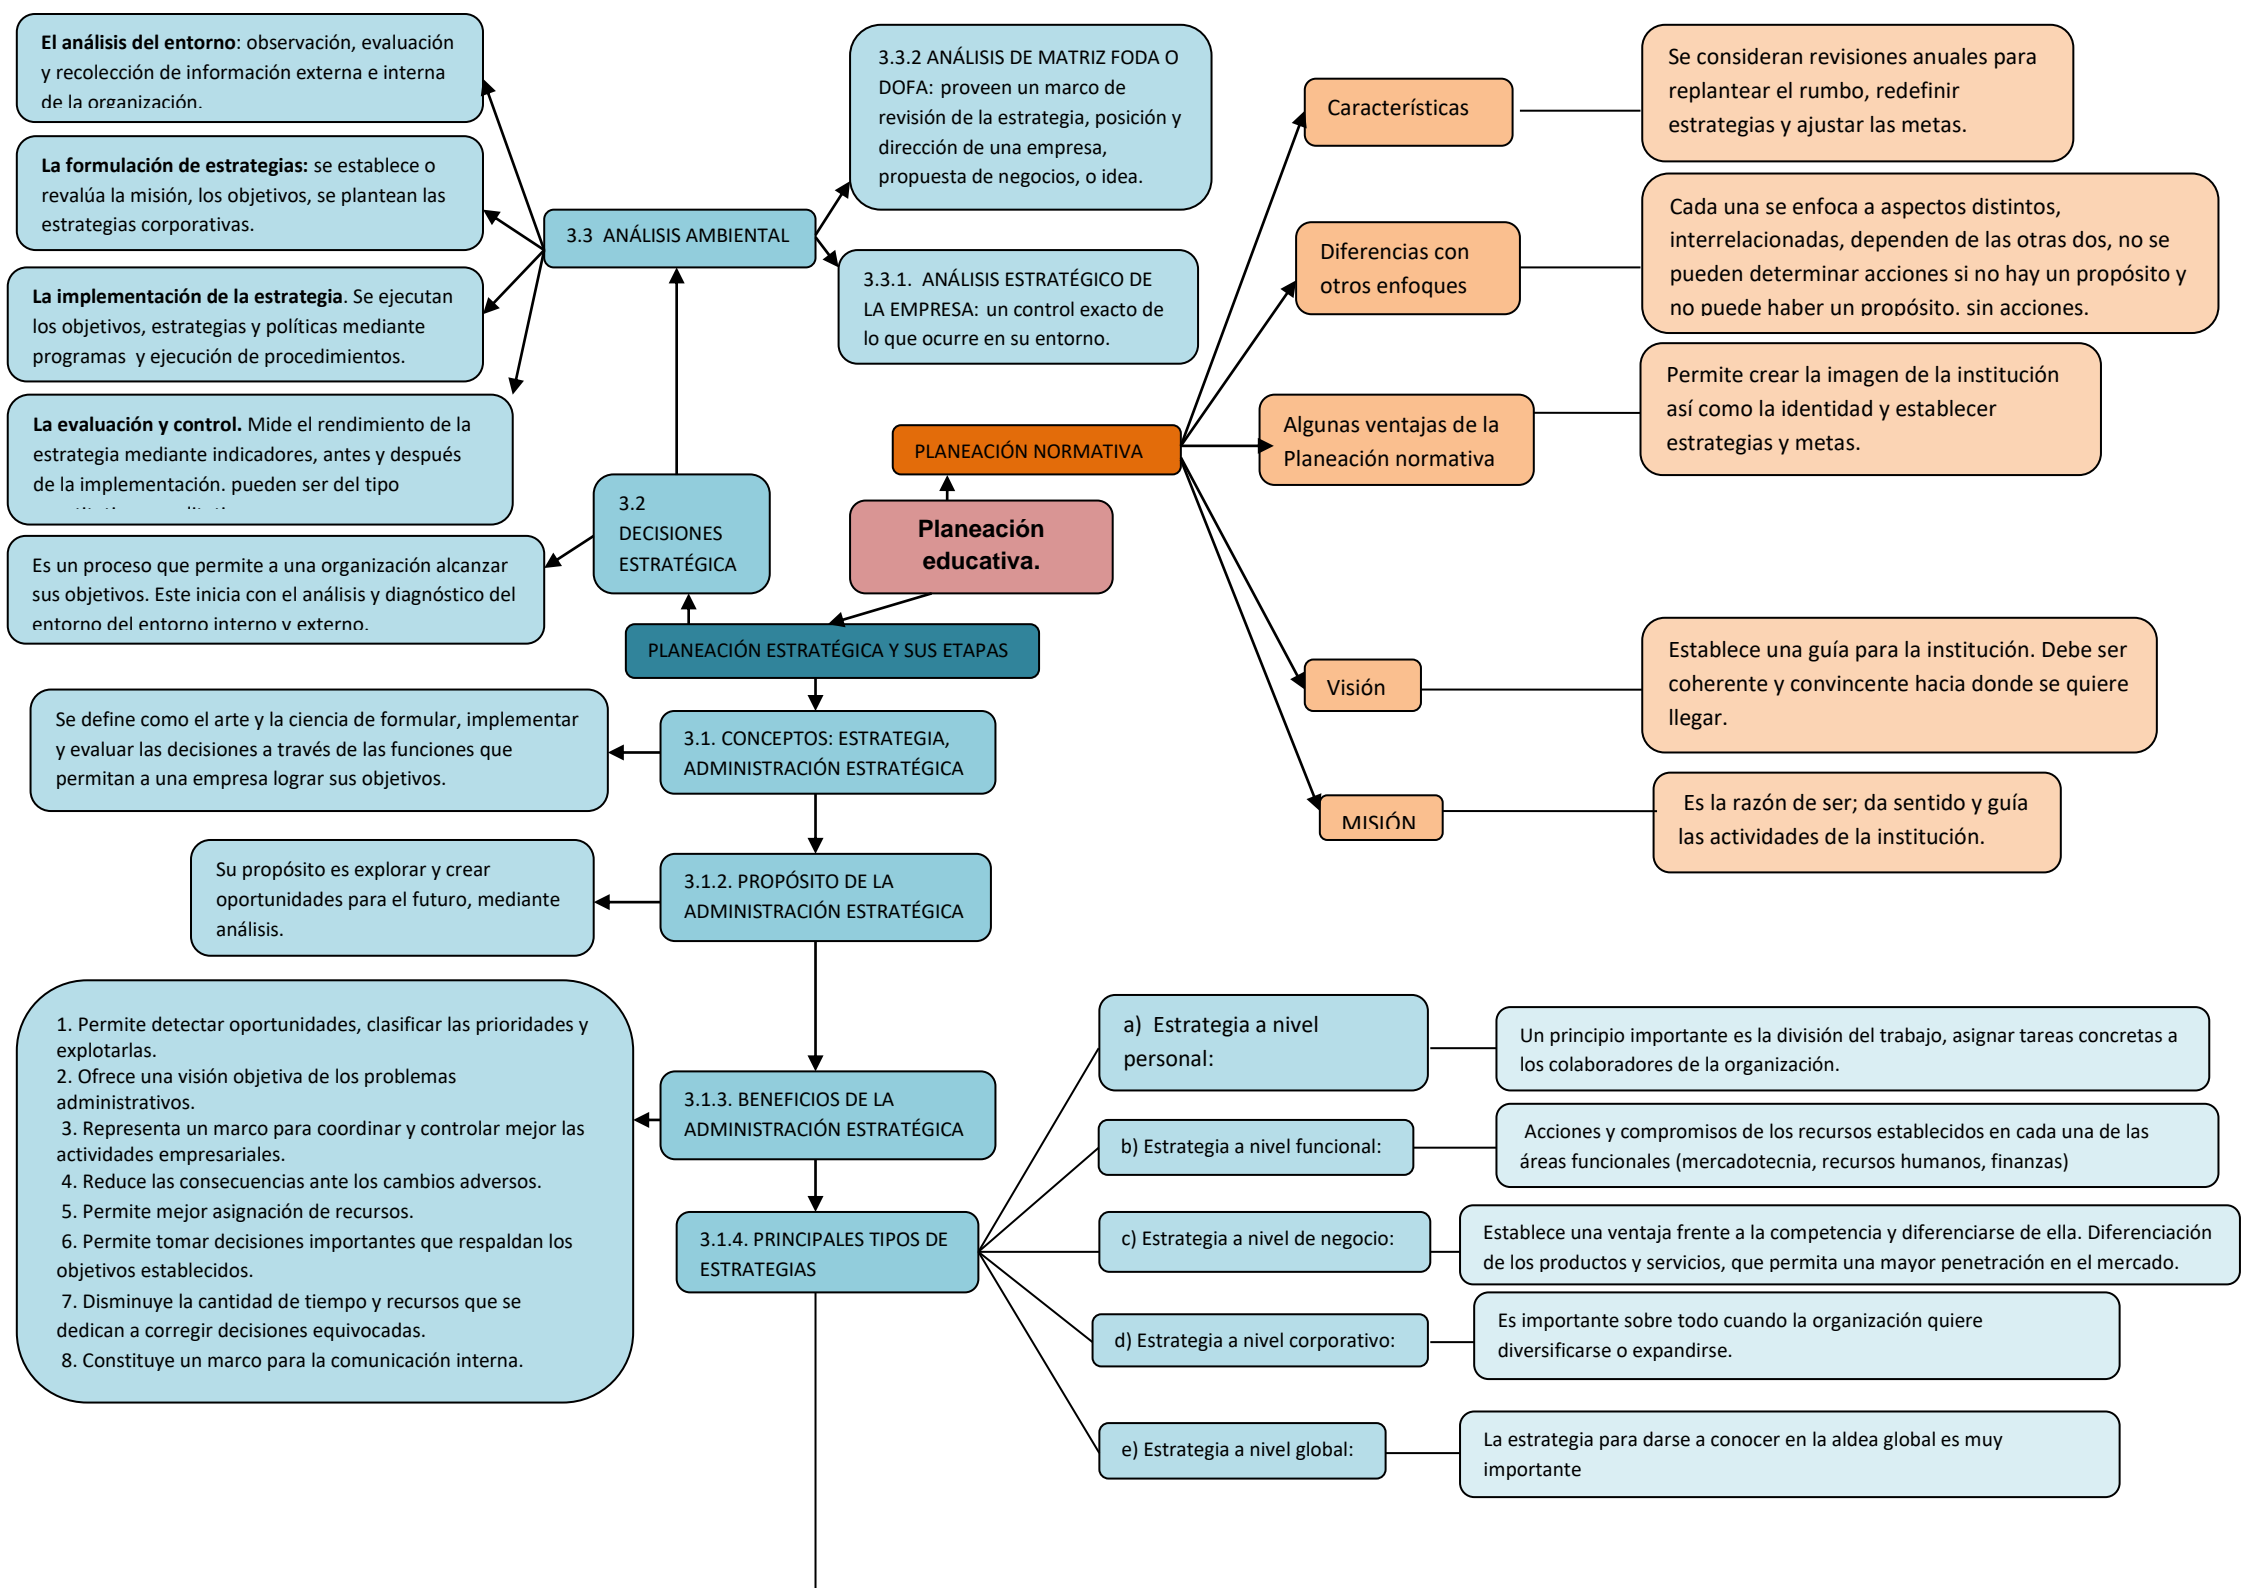 El análisis del entorno: observación, evaluación
y recolección de información externa e interna
de la organización.
La formulación de estrategias: se establece o
revalúa la misión, los objetivos, se plantean las
estrategias corporativas.
La implementación de la estrategia. Se ejecutan
los objetivos, estrategias y políticas mediante
programas y ejecución de procedimientos.
La evaluación y control. Mide el rendimiento de la
estrategia mediante indicadores, antes y después
de la implementación. pueden ser del tipo
Es un proceso que permite a una organización alcanzar
sus objetivos. Este inicia con el análisis y diagnóstico del
entorno del entorno interno y externo.
3.3 ANÁLISIS AMBIENTAL
3.3.2 ANÁLISIS DE MATRIZ FODA O
DOFA: proveen un marco de
revisión de la estrategia, posición y
dirección de una empresa,
propuesta de negocios, o idea.
3.3.1. ANÁLISIS ESTRATÉGICO DE
LA EMPRESA: un control exacto de
lo que ocurre en su entorno.
3.2
DECISIONES
ESTRATÉGICA
PLANEACIÓN NORMATIVA
Planeación
educativa.
PLANEACIÓN ESTRATÉGICA Y SUS ETAPAS
Características
Se consideran revisiones anuales para
replantear el rumbo, redefinir
estrategias y ajustar las metas.
Diferencias con
otros enfoques
Cada una se enfoca a aspectos distintos,
interrelacionadas, dependen de las otras dos, no se
pueden determinar acciones si no hay un propósito y
no puede haber un propósito. sin acciones.
Algunas ventajas de la
Planeación normativa
Permite crear la imagen de la institución
así como la identidad y establecer
estrategias y metas.
Visión
Establece una guía para la institución. Debe ser
coherente y convincente hacia donde se quiere
llegar.
MISIÓN
Es la razón de ser; da sentido y guía
las actividades de la institución.
Se define como el arte y la ciencia de formular, implementar
y evaluar las decisiones a través de las funciones que
permitan a una empresa lograr sus objetivos.
3.1. CONCEPTOS: ESTRATEGIA,
ADMINISTRACIÓN ESTRATÉGICA
Su propósito es explorar y crear
oportunidades para el futuro, mediante
análisis.
3.1.2. PROPÓSITO DE LA
ADMINISTRACIÓN ESTRATÉGICA
1. Permite detectar oportunidades, clasificar las prioridades y
explotarlas.
2. Ofrece una visión objetiva de los problemas
administrativos.
3. Representa un marco para coordinar y controlar mejor las
actividades empresariales.
4. Reduce las consecuencias ante los cambios adversos.
5. Permite mejor asignación de recursos.
6. Permite tomar decisiones importantes que respaldan los
objetivos establecidos.
7. Disminuye la cantidad de tiempo y recursos que se
dedican a corregir decisiones equivocadas.
8. Constituye un marco para la comunicación interna.
3.1.3. BENEFICIOS DE LA
ADMINISTRACIÓN ESTRATÉGICA
3.1.4. PRINCIPALES TIPOS DE
ESTRATEGIAS
a) Estrategia a nivel
personal:
Un principio importante es la división del trabajo, asignar tareas concretas a
los colaboradores de la organización.
b) Estrategia a nivel funcional:
Acciones y compromisos de los recursos establecidos en cada una de las
áreas funcionales (mercadotecnia, recursos humanos, finanzas)
c) Estrategia a nivel de negocio:
Establece una ventaja frente a la competencia y diferenciarse de ella. Diferenciación
de los productos y servicios, que permita una mayor penetración en el mercado.
d) Estrategia a nivel corporativo:
Es importante sobre todo cuando la organización quiere
diversificarse o expandirse.
e) Estrategia a nivel global:
La estrategia para darse a conocer en la aldea global es muy
importante